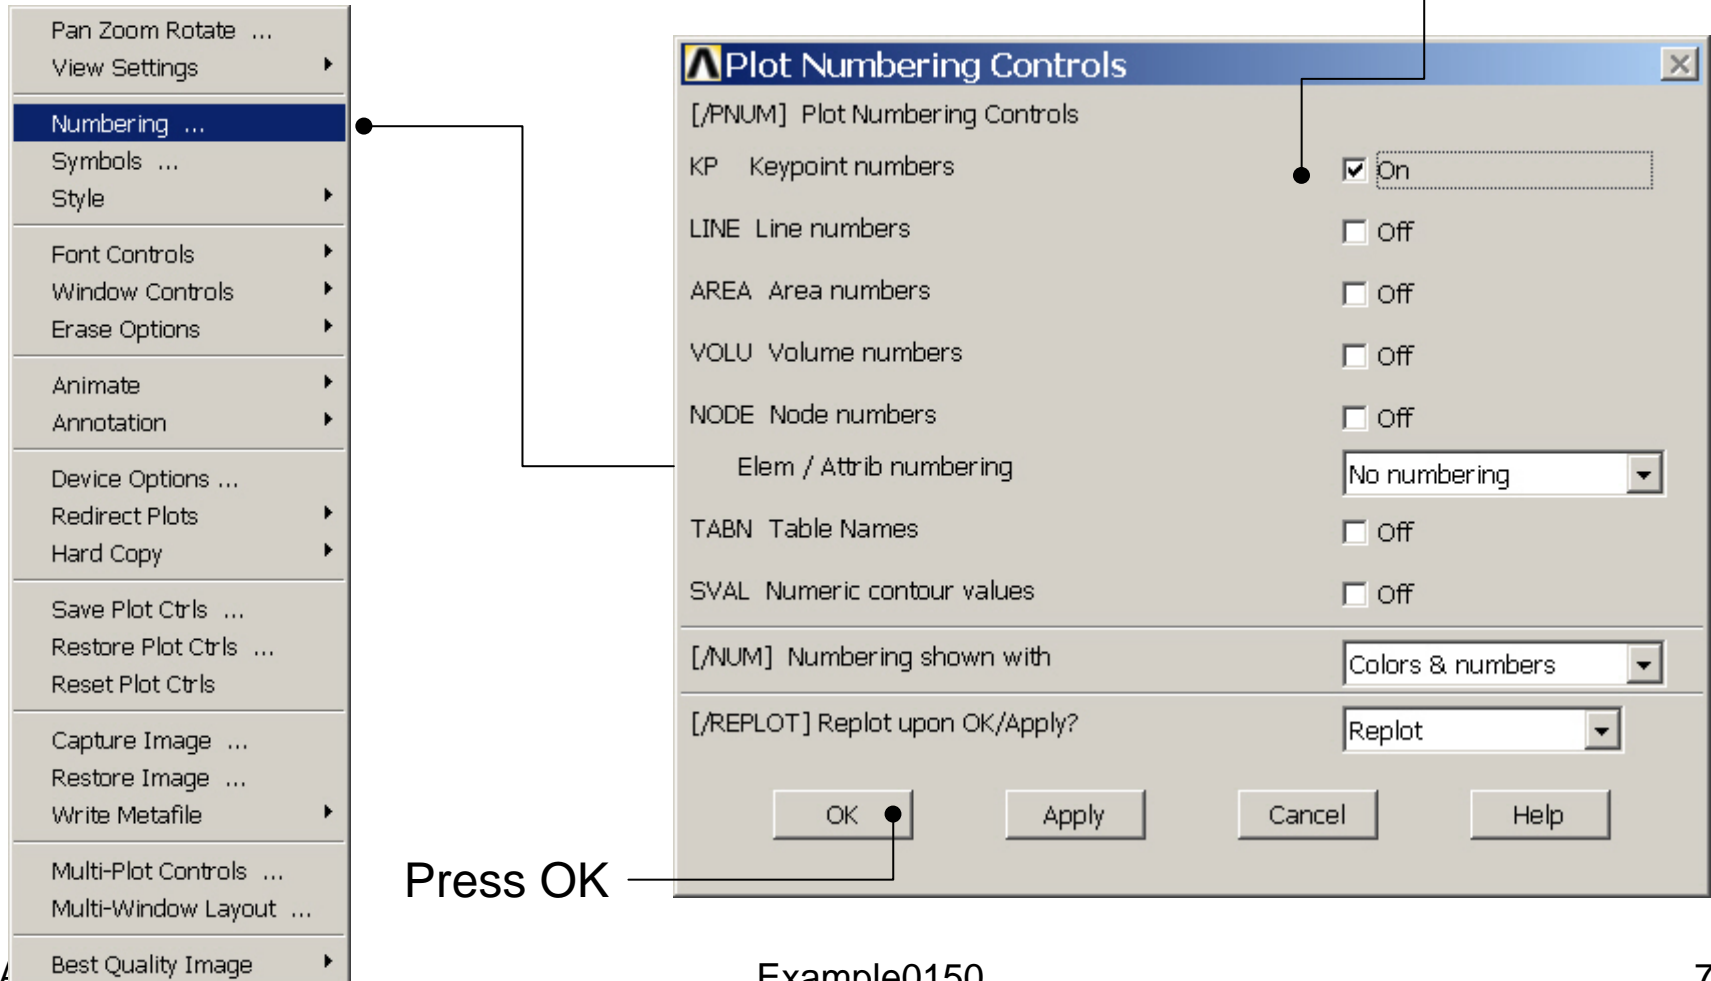 Pan Zoom Rotate ...
View Settings
Numbering ...
Symbols ...
Style
Font Controls
Window Controls
Erase Options
Animate
Annotation
Device Options ...
Redirect Plots
Hard Copy
Save Plot Ctrls ...
Restore Plot Ctrls ...
Reset Plot Ctrls
Capture Image ...
Restore Image ...
Write Metafile
Multi-Plot Controls ...
Multi-Window Layout ...
Best Quality Image
Plot Numbering Controls
[/PNUM] Plot Numbering Controls
KP Keypoint numbers On
LINE Line numbers Off
AREA Area numbers Off
VOLU Volume numbers Off
NODE Node numbers Off
Elem / Attrib numbering No numbering
TABN Table Names Off
SVAL Numeric contour values Off
[/NUM] Numbering shown with Colors & numbers
[/REPLOT] Replot upon OK/Apply? Replot
OK Apply Cancel Help
Press OK
Example0150
7